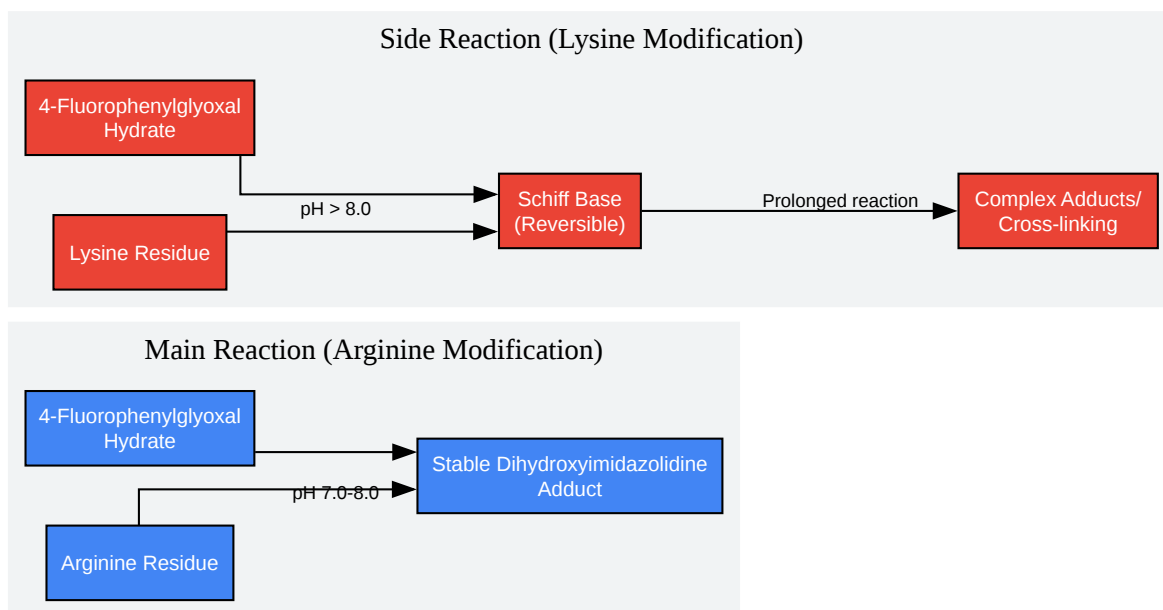 Side Reaction (Lysine Modification)
4-Fluorophenylglyoxal
Hydrate
pH > 8.0
Lysine Residue
Schiff Base
(Reversible)
Prolonged reaction
Complex Adducts/
Cross-linking
Main Reaction (Arginine Modification)
4-Fluorophenylglyoxal
Hydrate
pH 7.0-8.0
Arginine Residue
Stable Dihydroxyimidazolidine
Adduct